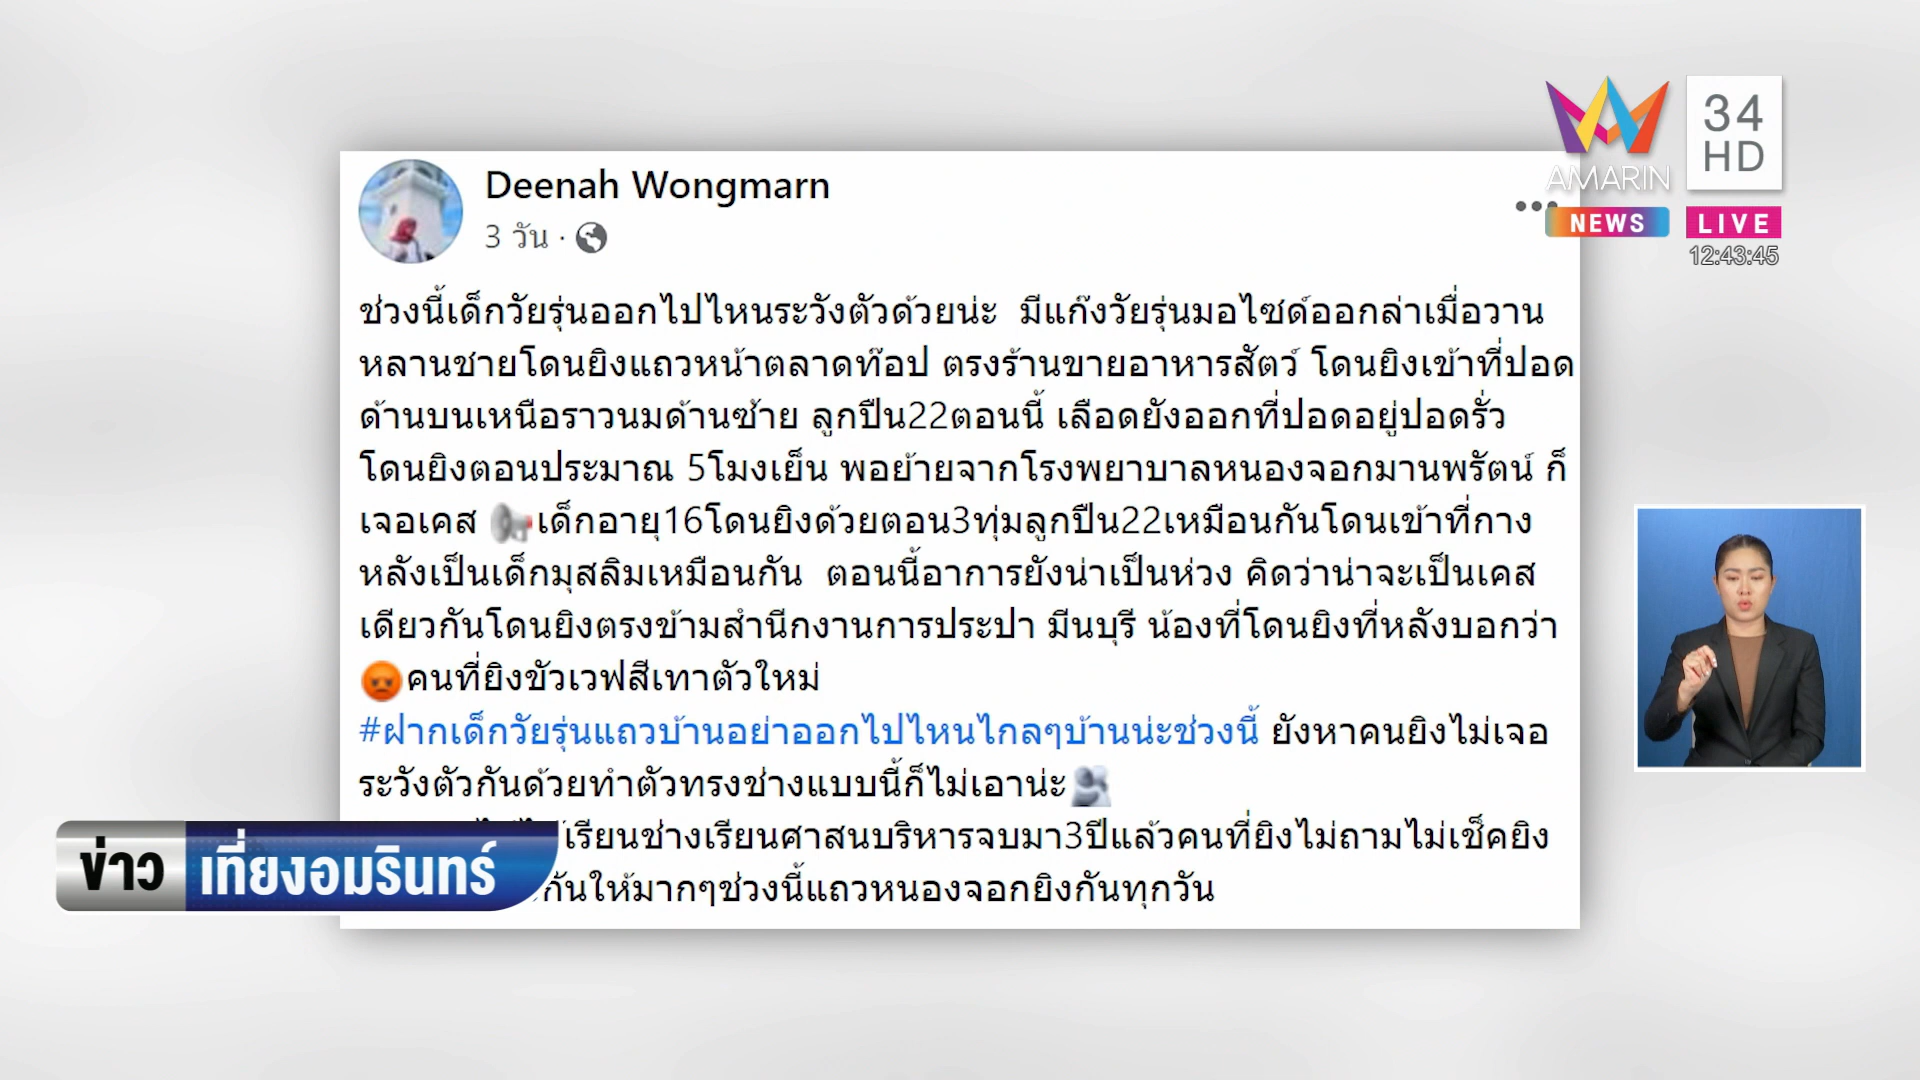 AMARIN
34
HD
NEWS
LIVE
12:43:45
Deenah Wongmarn
3 วัน ·
ช่วงนี้เด็กวัยรุ่นออกไปไหนระวังตัวด้วยน่ะ มีแก๊งวัยรุ่นมอไซด์ออกล่าเมื่อวาน
หลานชายโดนยิงแถวหน้าตลาดท๊อป ตรงร้านขายอาหารสัตว์ โดนยิงเข้าที่ปอด
ด้านบนเหนือราวนมด้านซ้าย ลูกปืน22ตอนนี้ เลือดยังออกที่ปอดอยู่ปอดรั่ว
โดนยิงตอนประมาณ 5โมงเย็น พอย้ายจากโรงพยาบาลหนองจอกมานพรัตน์ ก็
เจอเคส 📢เด็กอายุ16โดนยิงด้วยตอน3ทุ่มลูกปืน22เหมือนกันโดนเข้าที่กาง
หลังเป็นเด็กมุสลิมเหมือนกัน ตอนนี้อาการยังน่าเป็นห่วง คิดว่าน่าจะเป็นเคส
เดียวกันโดนยิงตรงข้ามสำนีกงานการประปา มีนบุรี น้องที่โดนยิงที่หลังบอกว่า
😡คนที่ยิงขัวเวฟสีเทาตัวใหม่
#ฝากเด็กวัยรุ่นแถวบ้านอย่าออกไปไหนไกลๆบ้านน่ะช่วงนี้ ยังหาคนยิงไม่เจอ
ระวังตัวกันด้วยทำตัวทรงช่างแบบนี้ก็ไม่เอาน่ะ
เรียนช่างเรียนศาสนบริหารจบมา3ปีแล้วคนที่ยิงไม่ถามไม่เช็คยิง
กันให้มากๆช่วงนี้แถวหนองจอกยิงกันทุกวัน
ข่าว เที่ยงอมรินทร์